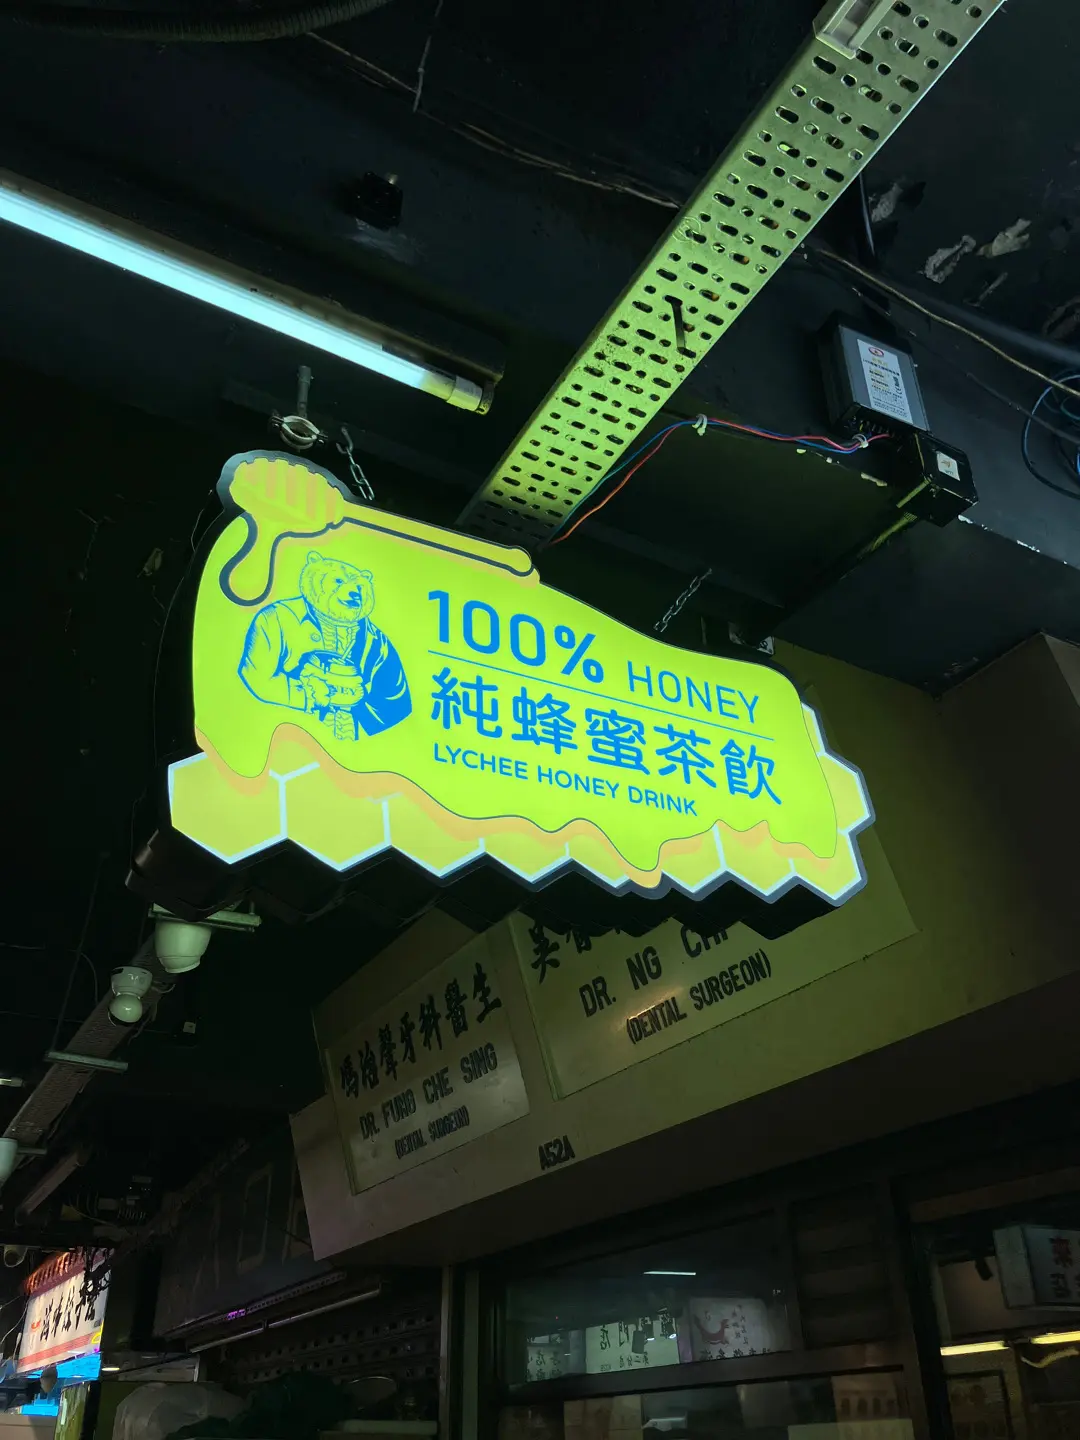 100% HONEY
純蜂蜜茶飲
LYCHEE HONEY DRINK
DR. NG CHI
(DENTAL SURGEON)
馮治聲牙科醫生
DR. FUNG CHE SING
(DENTAL SURGEON)
A52A